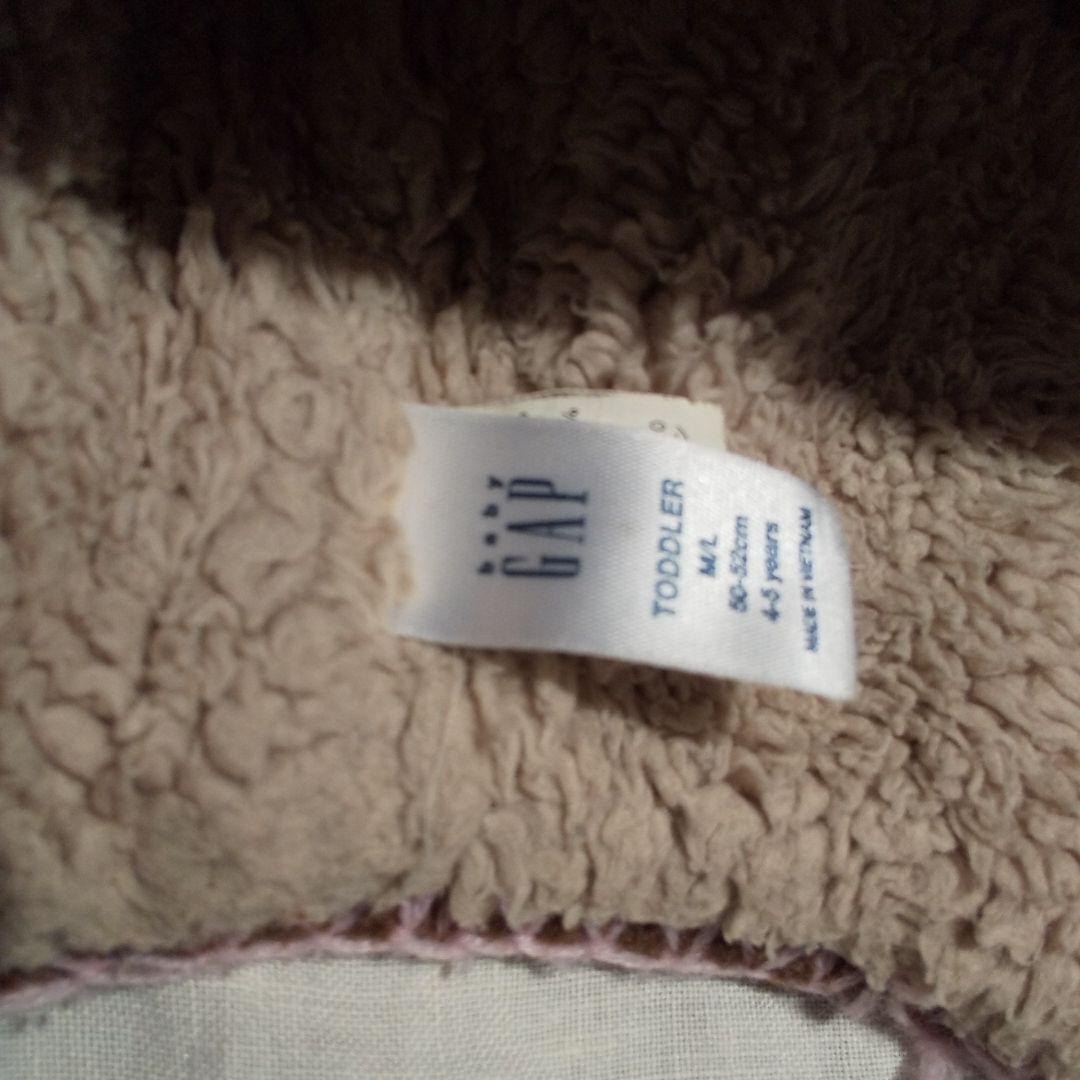 baby
GAP
TODDLER
M/L
50-52cm
4-5 years
MADE IN VIETNAM